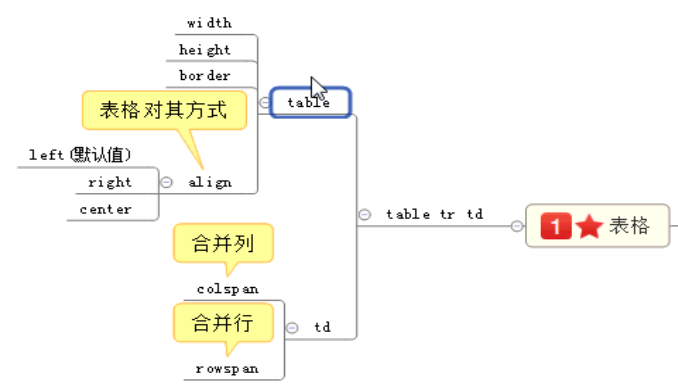 width
height
border
table
表格对其方式
left(默认值)
right
align
center
table tr td
1
表格
合并列
colspan
合并行
td
rowspan